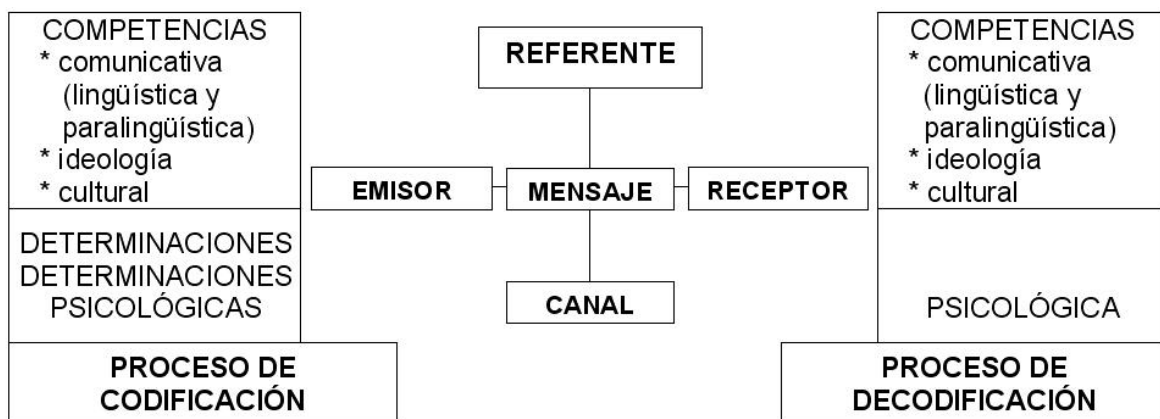 COMPETENCIAS
* comunicativa
(lingüística y
paralingüística)
* ideología
* cultural
DETERMINACIONES
DETERMINACIONES
PSICOLÓGICAS
PROCESO DE
CODIFICACIÓN
REFERENTE
EMISOR
MENSAJE
RECEPTOR
CANAL
COMPETENCIAS
* comunicativa
(lingüística y
paralingüística)
* ideología
* cultural
PSICOLÓGICA
PROCESO DE
DECODIFICACIÓN